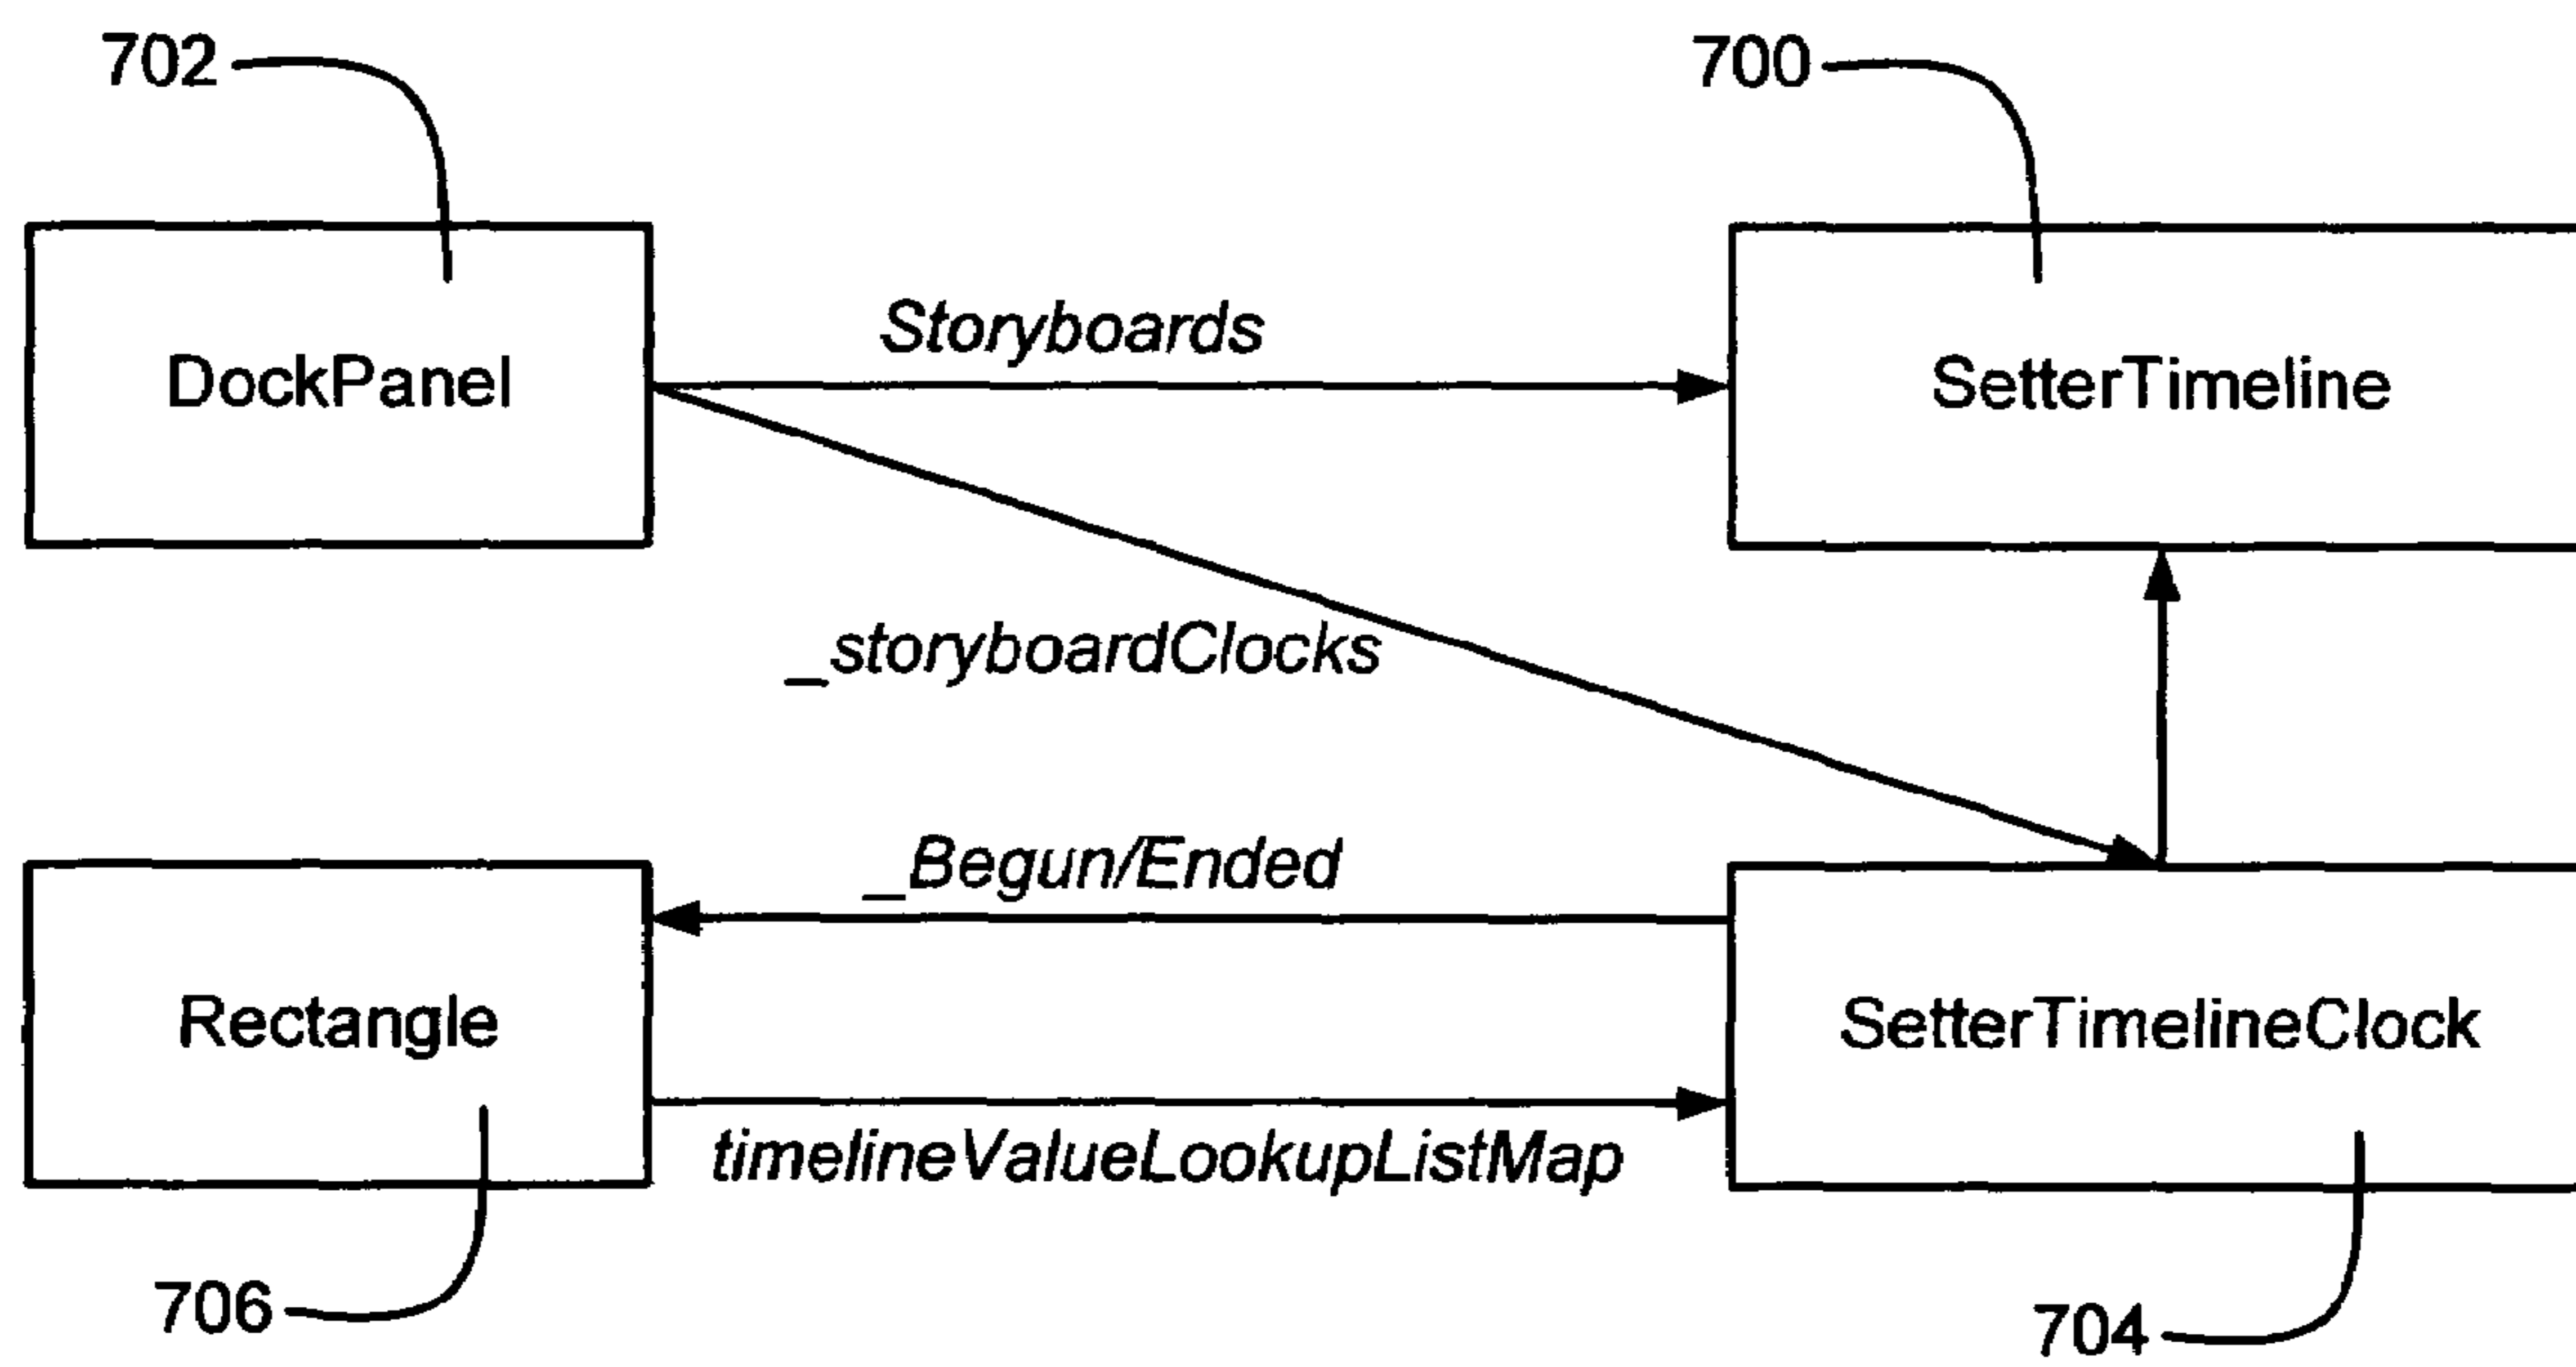 702
700
DockPanel
Storyboards
SetterTimeline
_storyboardClocks
_Begun/Ended
Rectangle
SetterTimelineClock
timelineValueLookupListMap
706
704